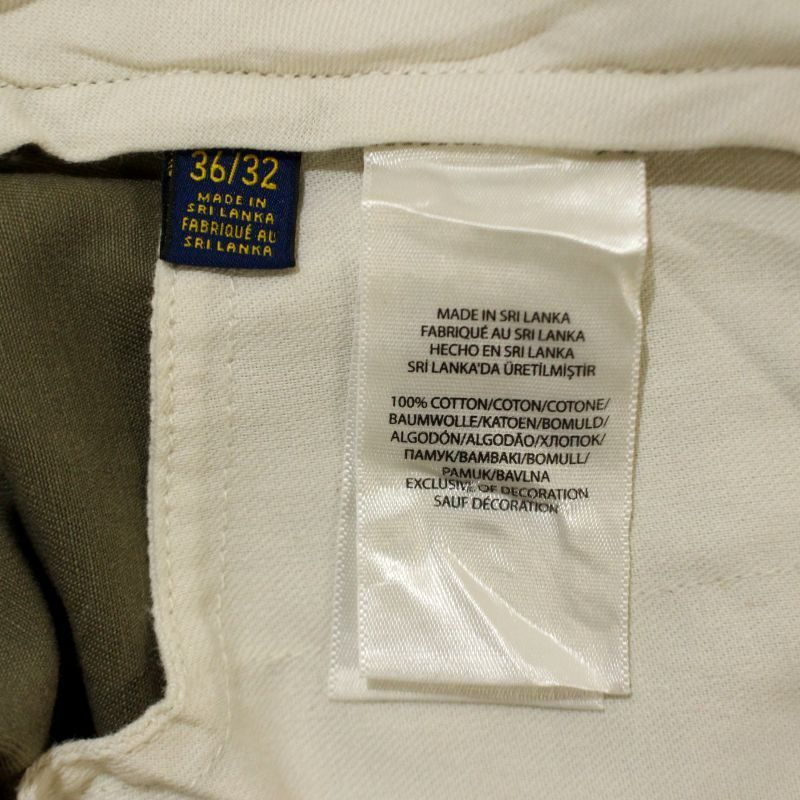 36/32
MADE IN
SRI LANKA
FABRIQUÉ AU
SRI LANKA
MADE IN SRI LANKA
FABRIQUÉ AU SRI LANKA
HECHO EN SRI LANKA
SRİ LANKA'DA ÜRETİLMİŞTİR
100% COTTON/COTON/COTONE/
BAUMWOLLE/KATOEN/BOMULD/
ALGODÓN/ALGODÃO/ХЛОПОК/
ПАМУК/BAMBAKI/BOMULL/
PAMUK/BAVLNA
EXCLUSIVE OF DECORATION
SAUF DÉCORATION